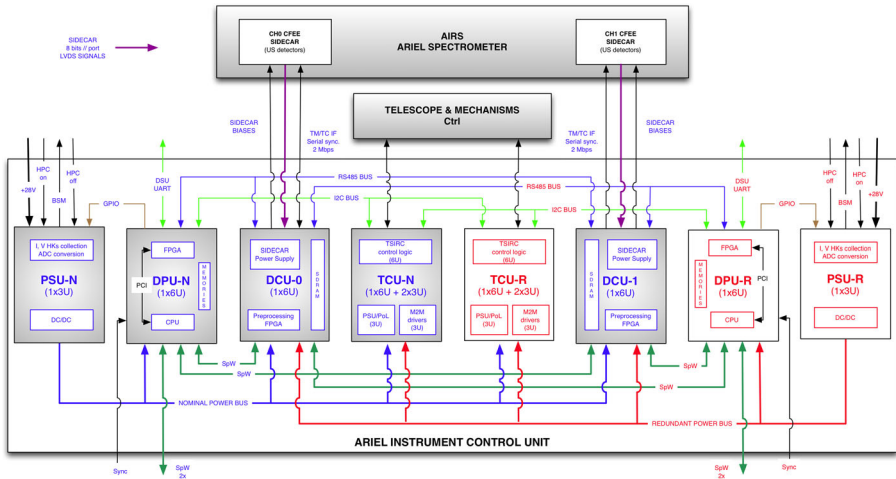 AIRS
ARIEL SPECTROMETER
CH0 CFEE
SIDECAR
(US detectors)
CH1 CFEE
SIDECAR
(US detectors)
SIDECAR
8 bits // port
LVDS SIGNALS
TELESCOPE & MECHANISMS
Ctrl
SIDECAR
BIASES
TM/TC IF
Serial sync.
2 Mbps
TM/TC IF
Serial sync.
2 Mbps
SIDECAR
BIASES
+28V
HPC
on
BSM
HPC
off
DSU
UART
RS485 BUS
RS485 BUS
I2C BUS
I2C BUS
DSU
UART
HPC
off
BSM
HPC
on
+28V
GPIO
GPIO
I, V HKs collection
ADC conversion
PSU-N
(1x3U)
DC/DC
FPGA
DPU-N
(1x6U)
PCI
MEMORIES
CPU
SIDECAR
Power Supply
DCU-0
(1x6U)
SDRAM
Preprocessing
FPGA
TSIRC
control logic
(6U)
TCU-N
(1x6U + 2x3U)
PSU/PoL
(3U)
M2M
drivers
(3U)
TSIRC
control logic
(6U)
TCU-R
(1x6U + 2x3U)
PSU/PoL
(3U)
M2M
drivers
(3U)
SIDECAR
Power Supply
DCU-1
(1x6U)
SDRAM
Preprocessing
FPGA
FPGA
DPU-R
(1x6U)
PCI
MEMORIES
CPU
I, V HKs collection
ADC conversion
PSU-R
(1x3U)
DC/DC
SpW
SpW
SpW
SpW
NOMINAL POWER BUS
REDUNDANT POWER BUS
ARIEL INSTRUMENT CONTROL UNIT
Sync
SpW
2x
SpW
2x
Sync